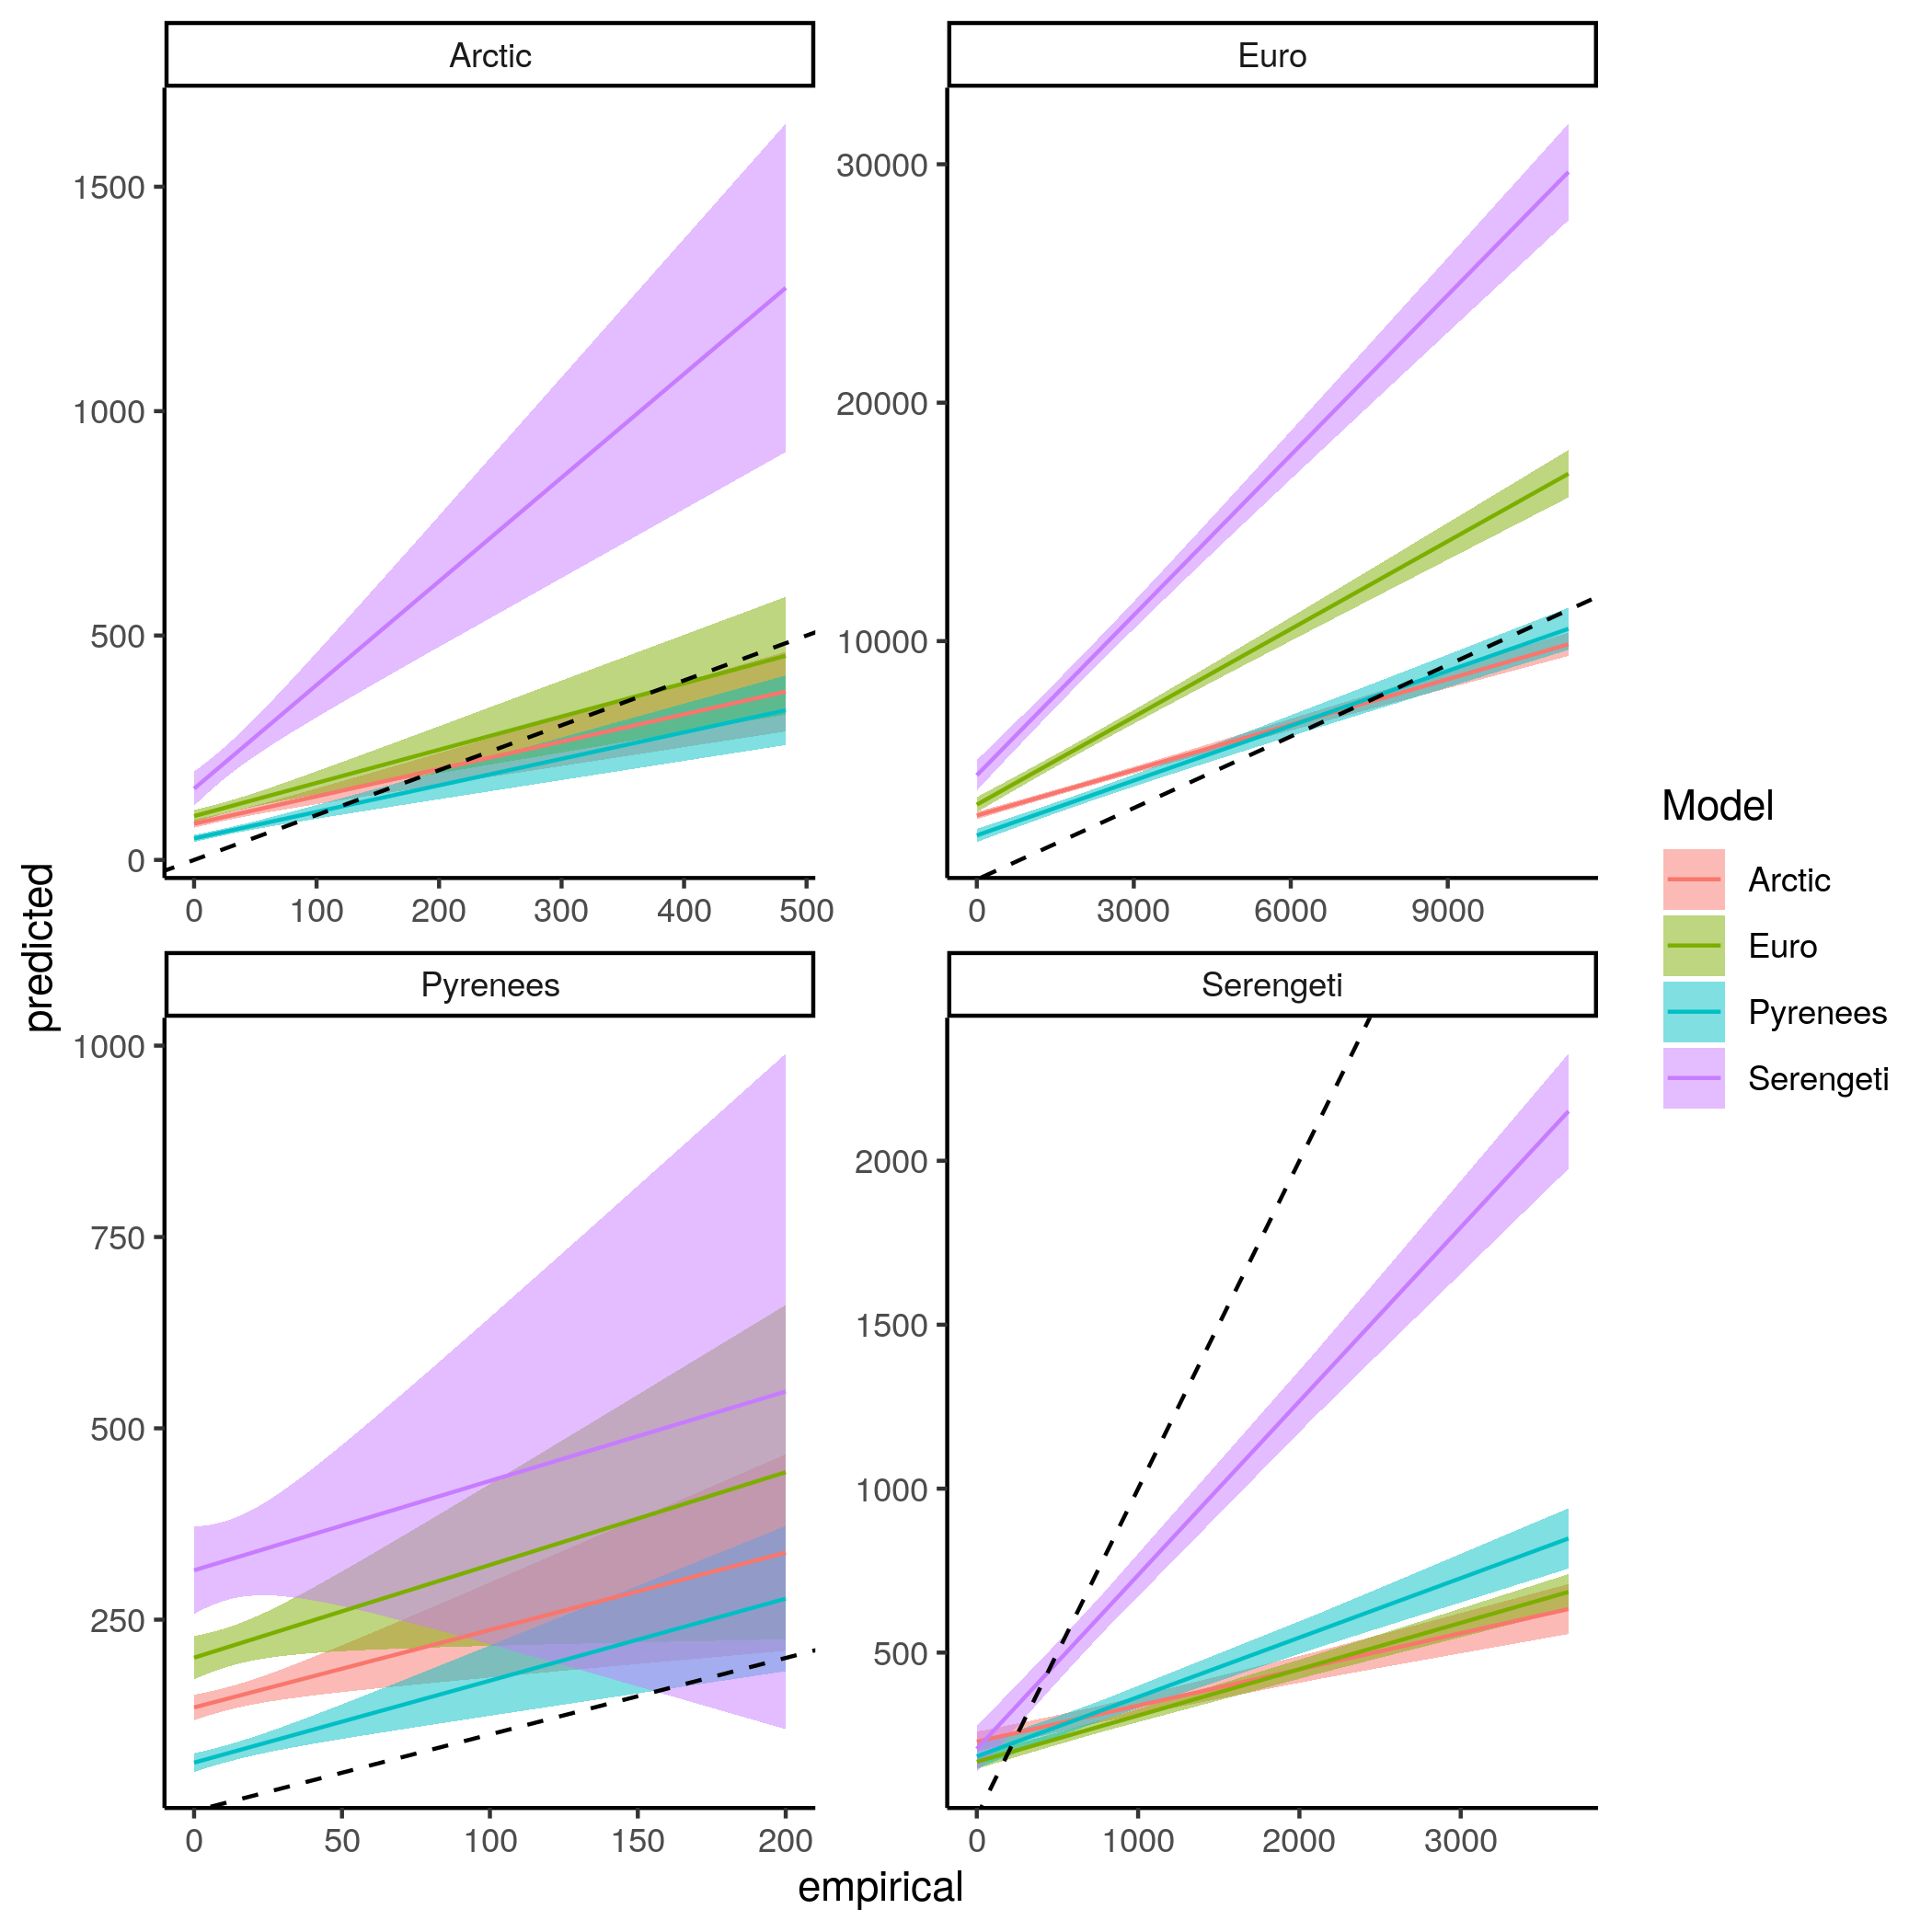 Arctic
Euro
1500
1000
500
0
30000
20000
10000
0 100 200 300 400 500
0 3000 6000 9000
predicted
Pyrenees
Serengeti
1000
750
500
250
2000
1500
1000
500
0 50 100 150 200
0 1000 2000 3000
empirical
Model
Arctic
Euro
Pyrenees
Serengeti